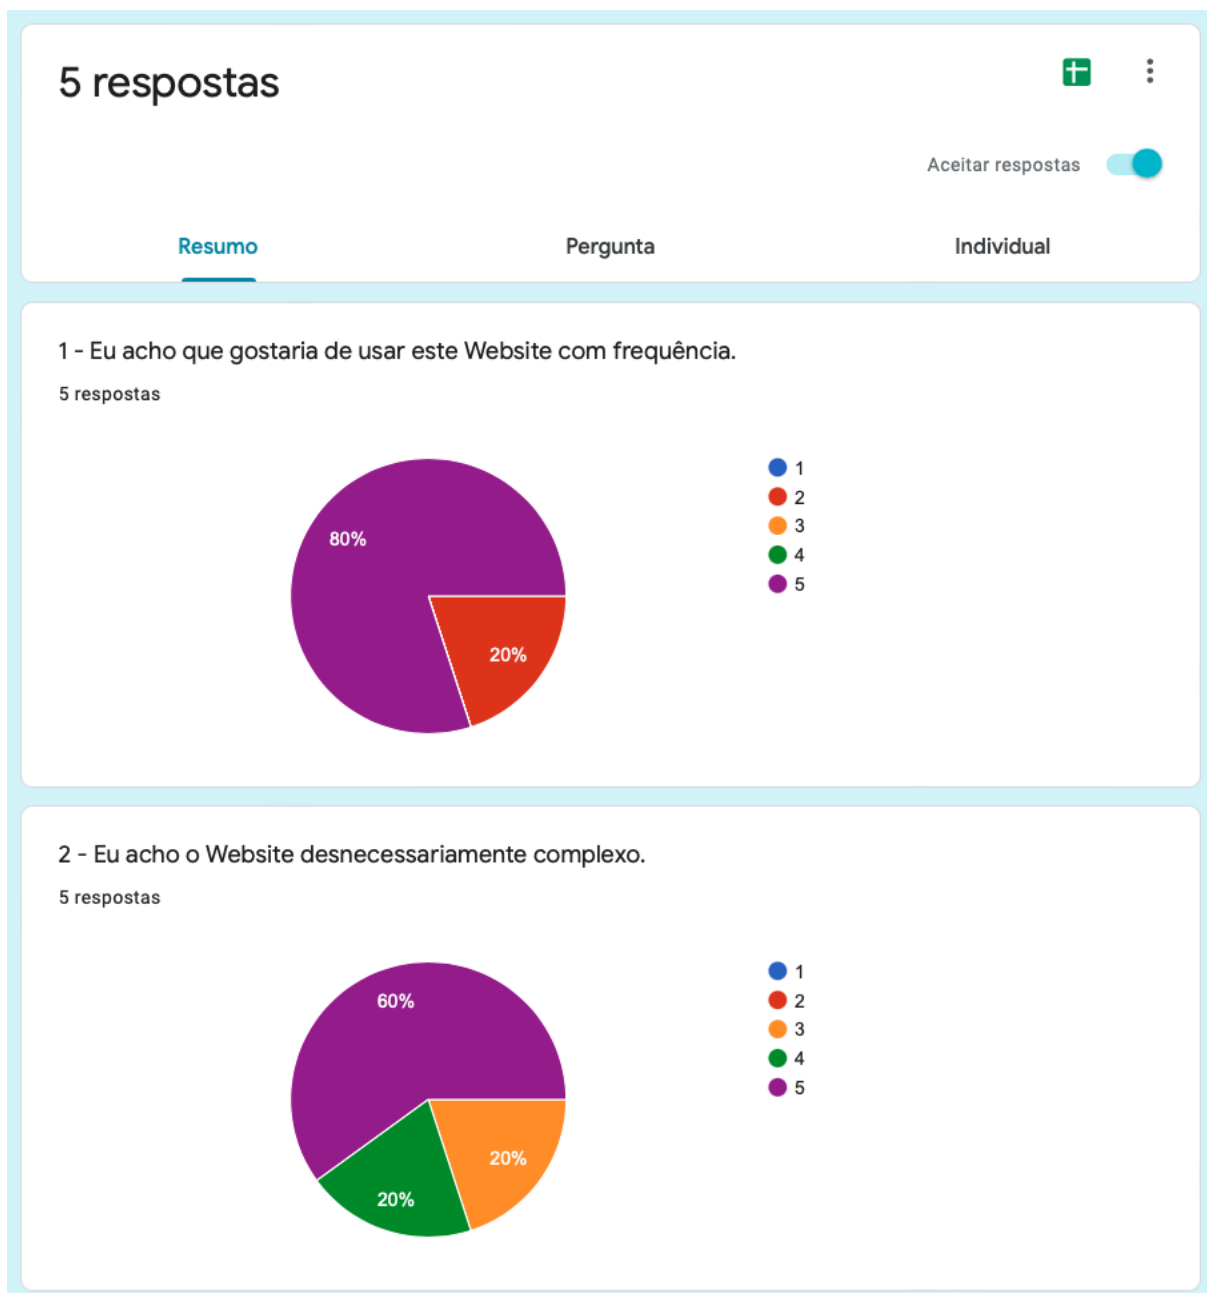 5 respostas
Aceitar respostas
Resumo
Pergunta
Individual
1 - Eu acho que gostaria de usar este Website com frequência.
5 respostas
80%
20%
1
2
3
4
5
2 - Eu acho o Website desnecessariamente complexo.
5 respostas
60%
20%
20%
1
2
3
4
5